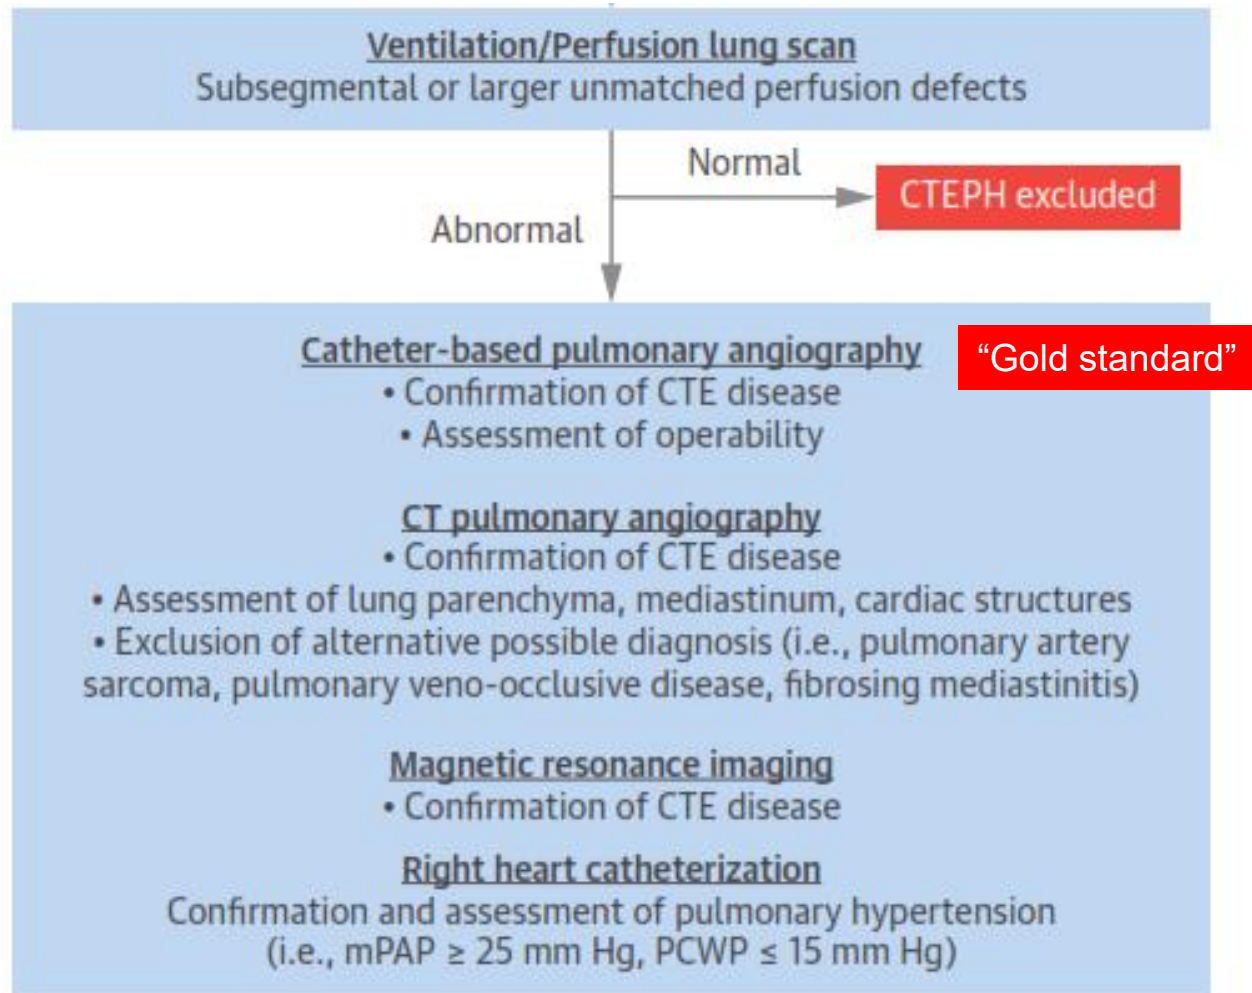 Ventilation/Perfusion lung scan
Subsegmental or larger unmatched perfusion defects
Normal
CTEPH excluded
Abnormal
Catheter-based pulmonary angiography
“Gold standard”
• Confirmation of CTE disease
• Assessment of operability
CT pulmonary angiography
• Confirmation of CTE disease
• Assessment of lung parenchyma, mediastinum, cardiac structures
• Exclusion of alternative possible diagnosis (i.e., pulmonary artery
sarcoma, pulmonary veno-occlusive disease, fibrosing mediastinitis)
Magnetic resonance imaging
• Confirmation of CTE disease
Right heart catheterization
Confirmation and assessment of pulmonary hypertension
(i.e., mPAP ≥ 25 mm Hg, PCWP ≤ 15 mm Hg)